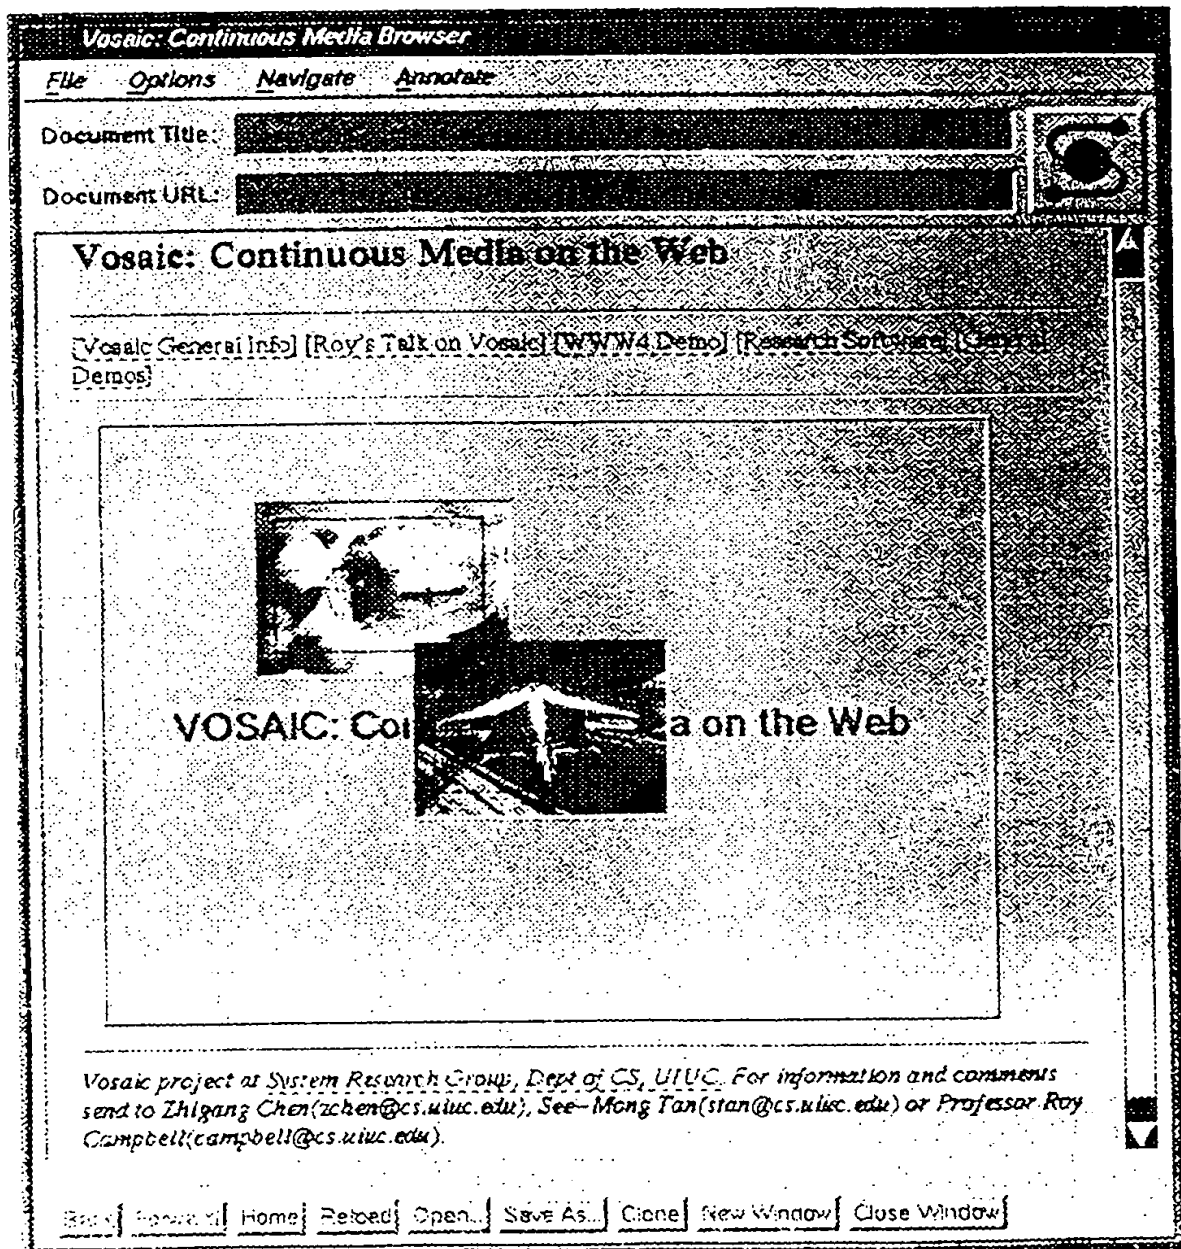 Vosaic: Continuous Media Browser
File Options Navigate Annotate
Document Title:
Document URL:
Vosaic: Continuous Media on the Web
[Vosaic General Info] [Roy's Talk on Vosaic] [WWW4 Demo] [Research Software] [General
Demos]
VOSAIC: Con a on the Web
Vosaic project at System Research Group, Dept of CS, UIUC. For information and comments
send to Zhigang Chen(zchen@cs.uiuc.edu), See-Mong Tan(stan@cs.uiuc.edu) or Professor Roy
Campbell(campbell@cs.uiuc.edu).
Back Forward Home Reload Open... Save As... Clone New Window Close Window